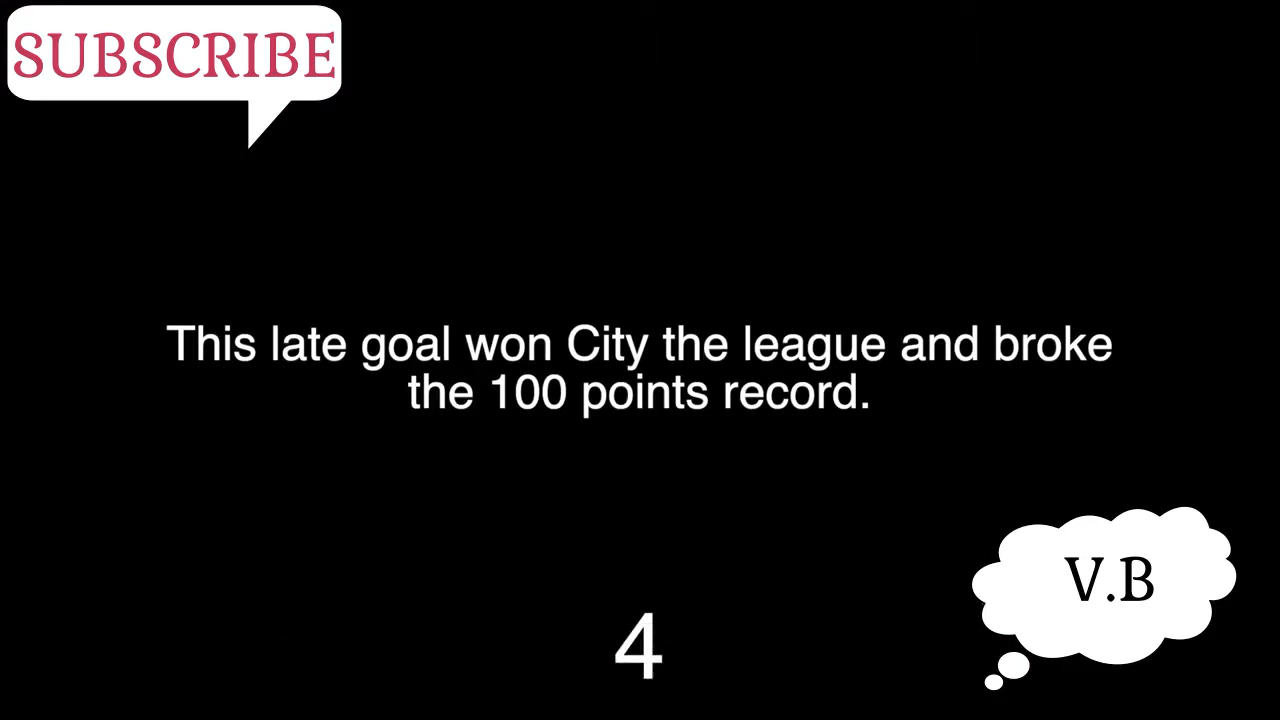 SUBSCRIBE
This late goal won City the league and broke
the 100 points record.
V.B
4